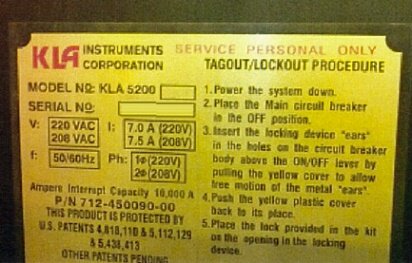 KLA INSTRUMENTS CORPORATION
SERVICE PERSONAL ONLY
TAGOUT/LOCKOUT PROCEDURE
MODEL NO: KLA 5200
SERIAL NO:
V: 220 VAC I: 7.0 A (220V)
208 VAC 7.5 A (208V)
f: 50/60Hz Ph: 1Ø (220V)
2Ø (208V)
Ampere Interrupt Capacity 10,000 A
P/N 712-450090-00
THIS PRODUCT IS PROTECTED BY
U.S. PATENTS 4,818,110 & 5,112,129
& 5,438,413
OTHER PATENTS PENDING
1. Power the system down.
2. Place the Main circuit breaker
in the OFF position.
3. Insert the locking device "ears"
in the holes on the circuit breaker
body above the ON/OFF lever by
pulling the yellow cover to allow
free motion of the metal "ears".
4. Push the yellow plastic cover
back to its place.
5. Place the lock provided in the kit
on the opening in the locking
device.